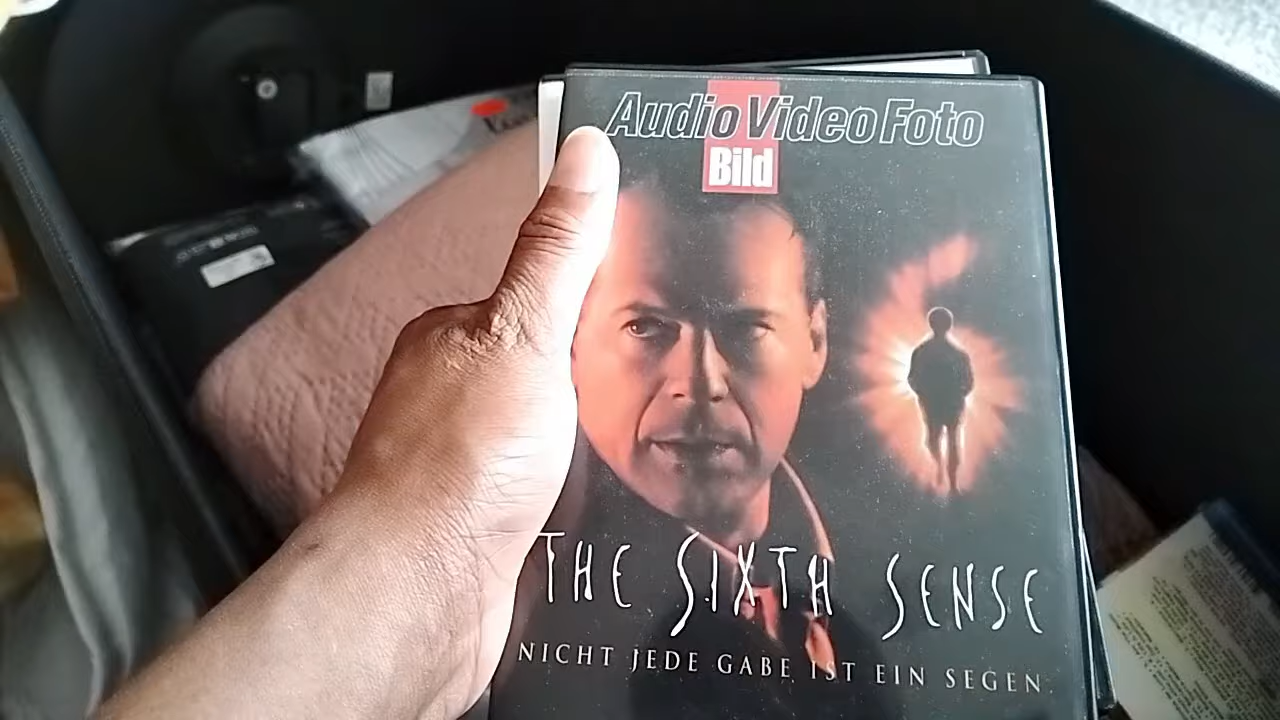 Audio Video Foto
Bild
THE SIXTH SENSE
NICHT JEDE GABE IST EIN SEGEN.